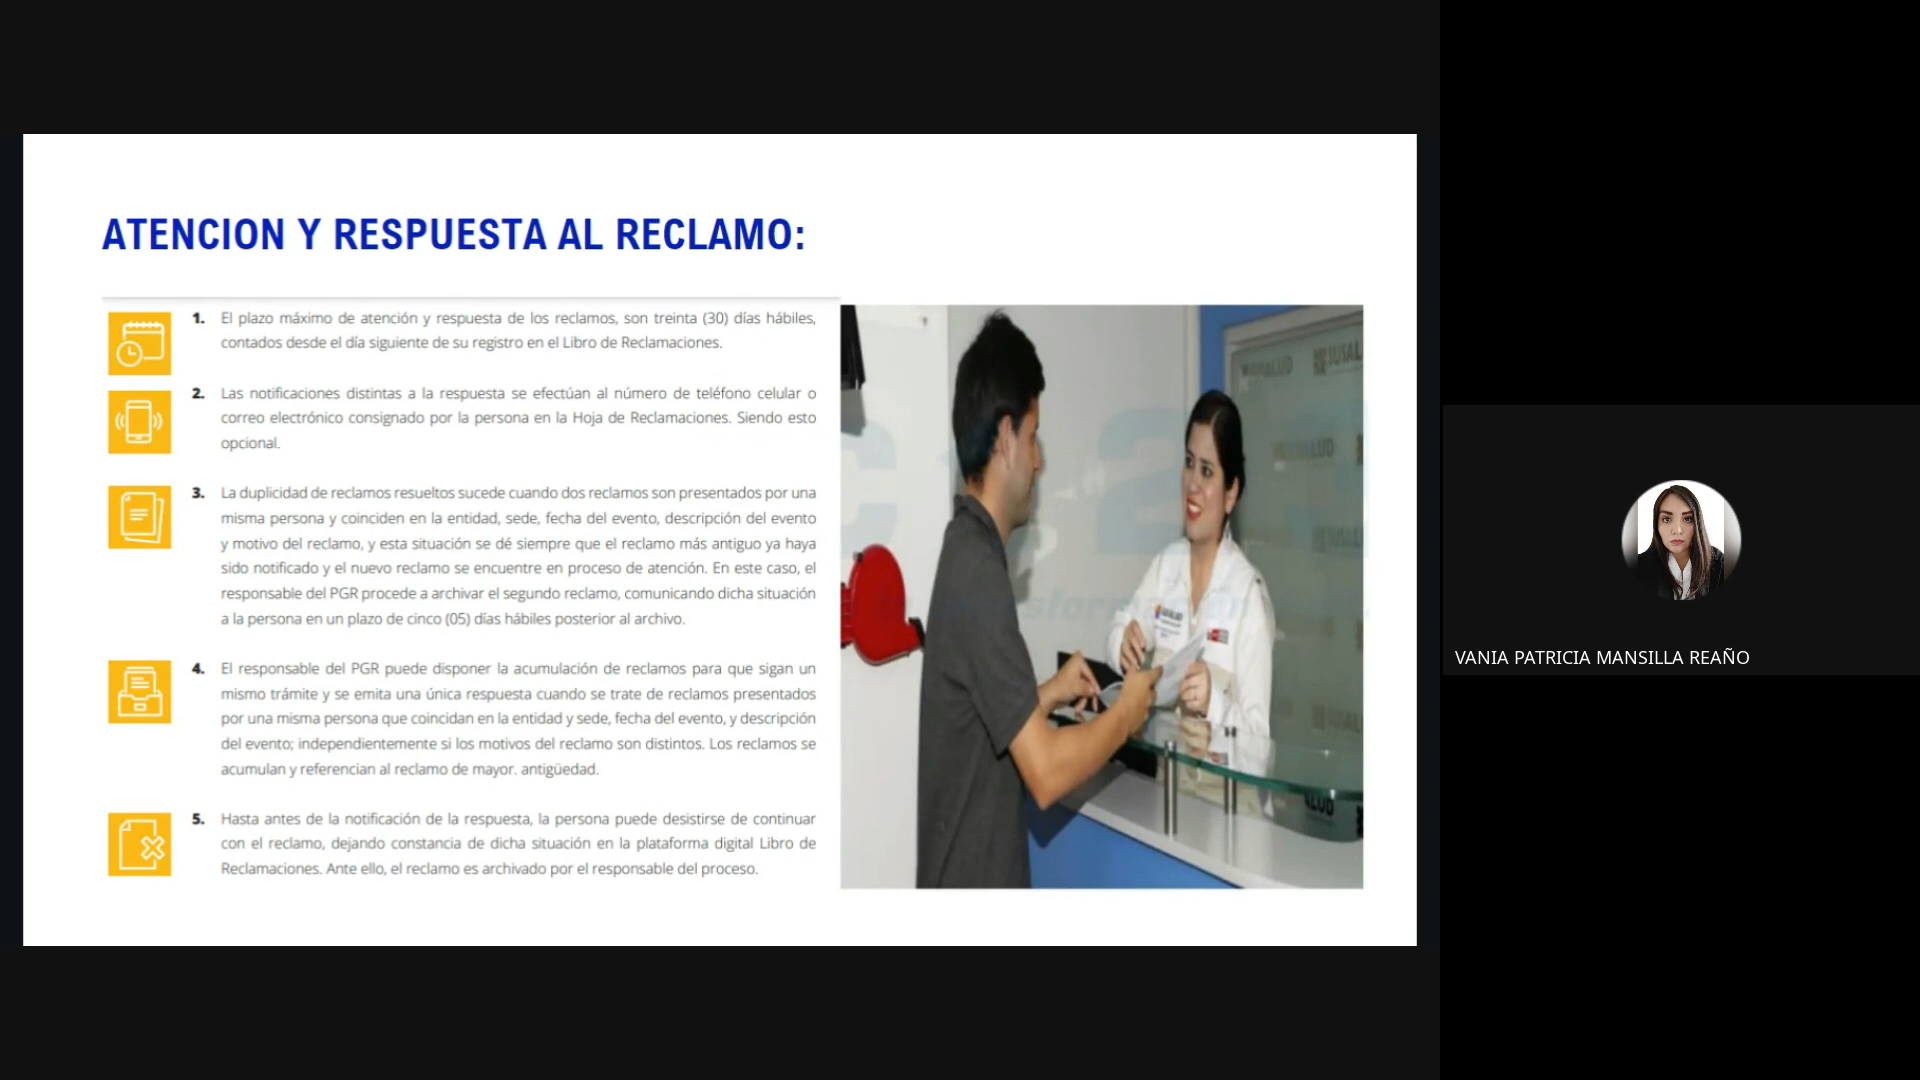 ATENCION Y RESPUESTA AL RECLAMO:
1. El plazo máximo de atención y respuesta de los reclamos, son treinta (30) días hábiles,
contados desde el día siguiente de su registro en el Libro de Reclamaciones.
2. Las notificaciones distintas a la respuesta se efectúan al número de teléfono celular o
correo electrónico consignado por la persona en la Hoja de Reclamaciones. Siendo esto
opcional.
3. La duplicidad de reclamos resueltos sucede cuando dos reclamos son presentados por una
misma persona y coinciden en la entidad, sede, fecha del evento, descripción del evento
y motivo del reclamo, y esta situación se dé siempre que el reclamo más antiguo ya haya
sido notificado y el nuevo reclamo se encuentre en proceso de atención. En este caso, el
responsable del PGR procede a archivar el segundo reclamo, comunicando dicha situación
a la persona en un plazo de cinco (05) días hábiles posterior al archivo.
4. El responsable del PGR puede disponer la acumulación de reclamos para que sigan un
mismo trámite y se emita una única respuesta cuando se trate de reclamos presentados
por una misma persona que coincidan en la entidad y sede, fecha del evento, y descripción
del evento; independientemente si los motivos del reclamo son distintos. Los reclamos se
acumulan y referencian al reclamo de mayor. antigüedad.
5. Hasta antes de la notificación de la respuesta, la persona puede desistirse de continuar
con el reclamo, dejando constancia de dicha situación en la plataforma digital Libro de
Reclamaciones. Ante ello, el reclamo es archivado por el responsable del proceso.
VANIA PATRICIA MANSILLA REAÑO